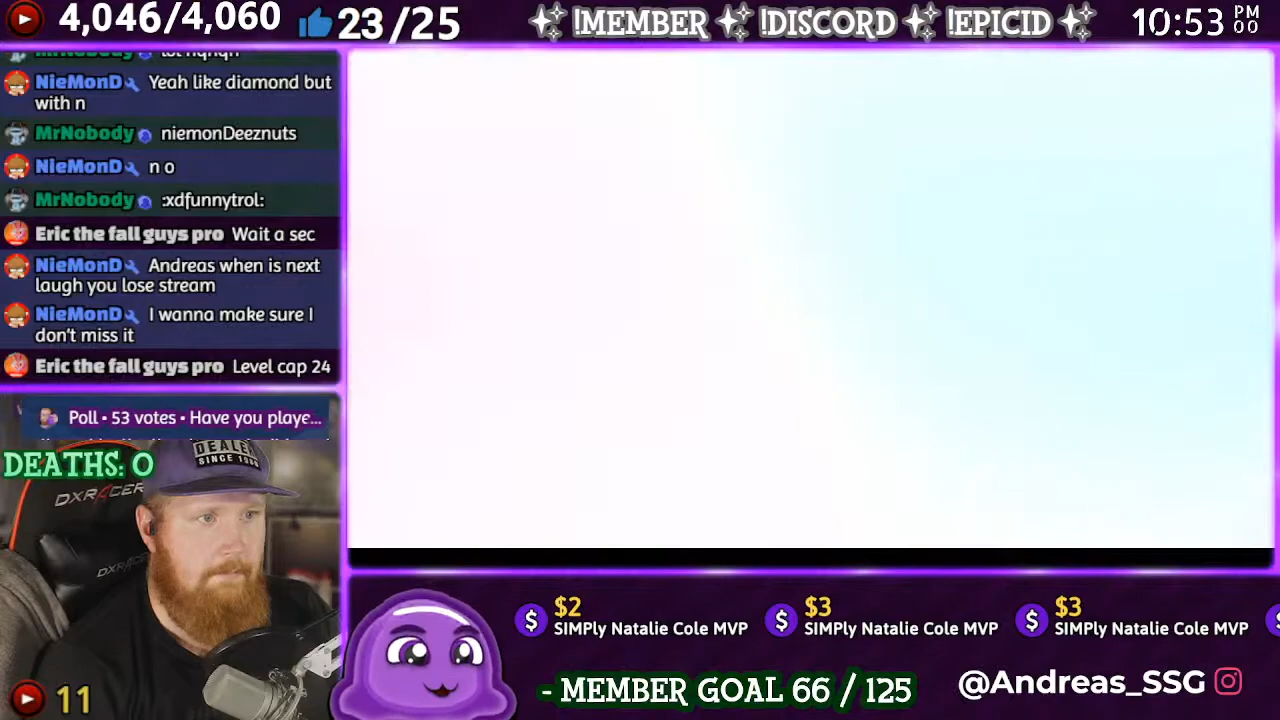 4,046/4,060 23/25 !MEMBER !DISCORD !EPICID 10:53 PM 00
NieMonD Yeah like diamond but
with n
MrNobody niemonDeeznuts
NieMonD n o
MrNobody :xdfunnytrol:
Eric the fall guys pro Wait a sec
NieMonD Andreas when is next
laugh you lose stream
NieMonD I wanna make sure I
don't miss it
Eric the fall guys pro Level cap 24
Poll • 53 votes • Have you playe...
DEATHS: 0
DEALER
SINCE
DXRACER
DXRACER
11
$ $2
SIMPly Natalie Cole MVP
$ $3
SIMPly Natalie Cole MVP
$ $3
SIMPly Natalie Cole MVP
- MEMBER GOAL 66 / 125
@Andreas_SSG